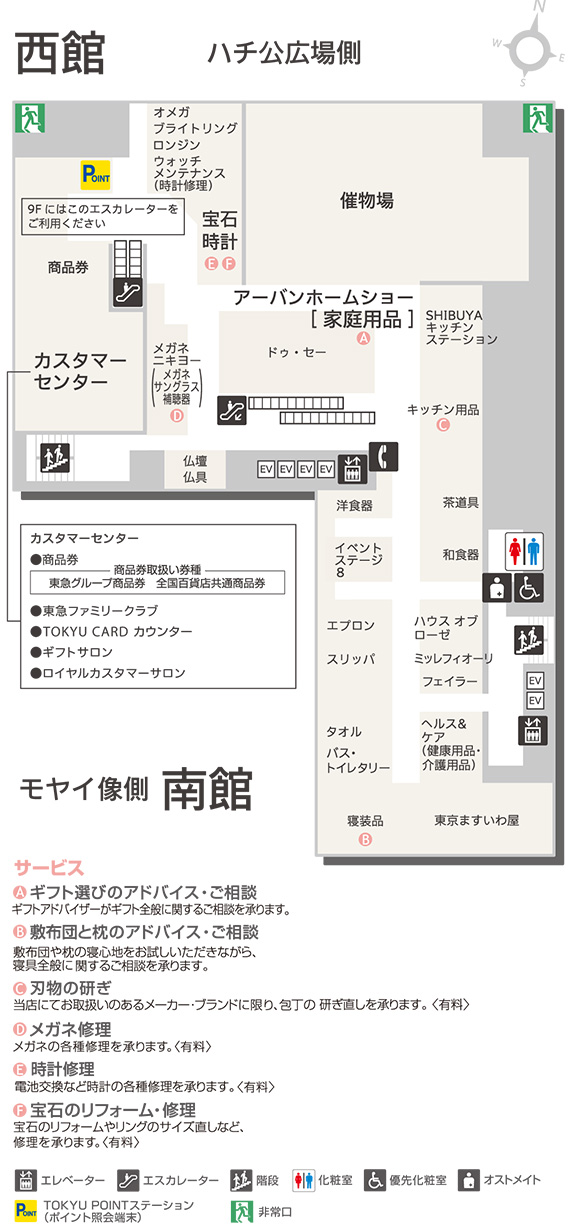 西館
ハチ公広場側
N
W
E
S
オメガ
ブライトリング
ロンジン
ウォッチ
メンテナンス
(時計修理)
POINT
9Fにはこのエスカレーターを
ご利用ください
宝石
時計
E F
催物場
商品券
アーバンホームショー
[家庭用品]
A
SHIBUYA
キッチン
ステーション
ドゥ・セー
カスタマー
センター
メガネ
ニキヨー
(メガネ
サングラス
補聴器)
D
キッチン用品
C
仏壇
仏具
EV EV EV EV
洋食器
茶道具
イベント
ステージ
8
和食器
カスタマーセンター
●商品券
商品券取扱い券種
東急グループ商品券 全国百貨店共通商品券
●東急ファミリークラブ
●TOKYU CARD カウンター
●ギフトサロン
●ロイヤルカスタマーサロン
エプロン
ハウス オブ
ローゼ
スリッパ
ミッレフィオーリ
フェイラー
EV
EV
タオル
バス・
トイレタリー
ヘルス&
ケア
(健康用品・
介護用品)
モヤイ像側 南館
寝装品
B
東京ますいわ屋
サービス
A ギフト選びのアドバイス・ご相談
ギフトアドバイザーがギフト全般に関するご相談を承ります。
B 敷布団と枕のアドバイス・ご相談
敷布団や枕の寝心地をお試しいただきながら、
寝具全般に関するご相談を承ります。
C 刃物の研ぎ
当店にてお取扱いのあるメーカー・ブランドに限り、包丁の研ぎ直しを承ります。〈有料〉
D メガネ修理
メガネの各種修理を承ります。〈有料〉
E 時計修理
電池交換など時計の各種修理を承ります。〈有料〉
F 宝石のリフォーム・修理
宝石のリフォームやリングのサイズ直しなど、
修理を承ります。〈有料〉
エレベーター エスカレーター 階段 化粧室 優先化粧室 オストメイト
POINT TOKYU POINTステーション
(ポイント照会端末) 非常口